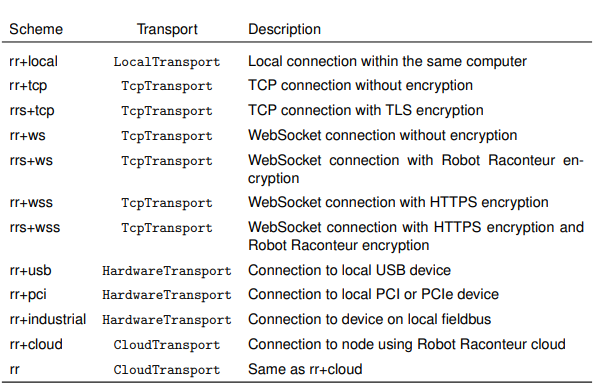 Scheme Transport Description
rr+local LocalTransport Local connection within the same computer
rr+tcp TcpTransport TCP connection without encryption
rrs+tcp TcpTransport TCP connection with TLS encryption
rr+ws TcpTransport WebSocket connection without encryption
rrs+ws TcpTransport WebSocket connection with Robot Raconteur en-
cryption
rr+wss TcpTransport WebSocket connection with HTTPS encryption
rrs+wss TcpTransport WebSocket connection with HTTPS encryption and
Robot Raconteur encryption
rr+usb HardwareTransport Connection to local USB device
rr+pci HardwareTransport Connection to local PCI or PCIe device
rr+industrial HardwareTransport Connection to device on local fieldbus
rr+cloud CloudTransport Connection to node using Robot Raconteur cloud
rr CloudTransport Same as rr+cloud